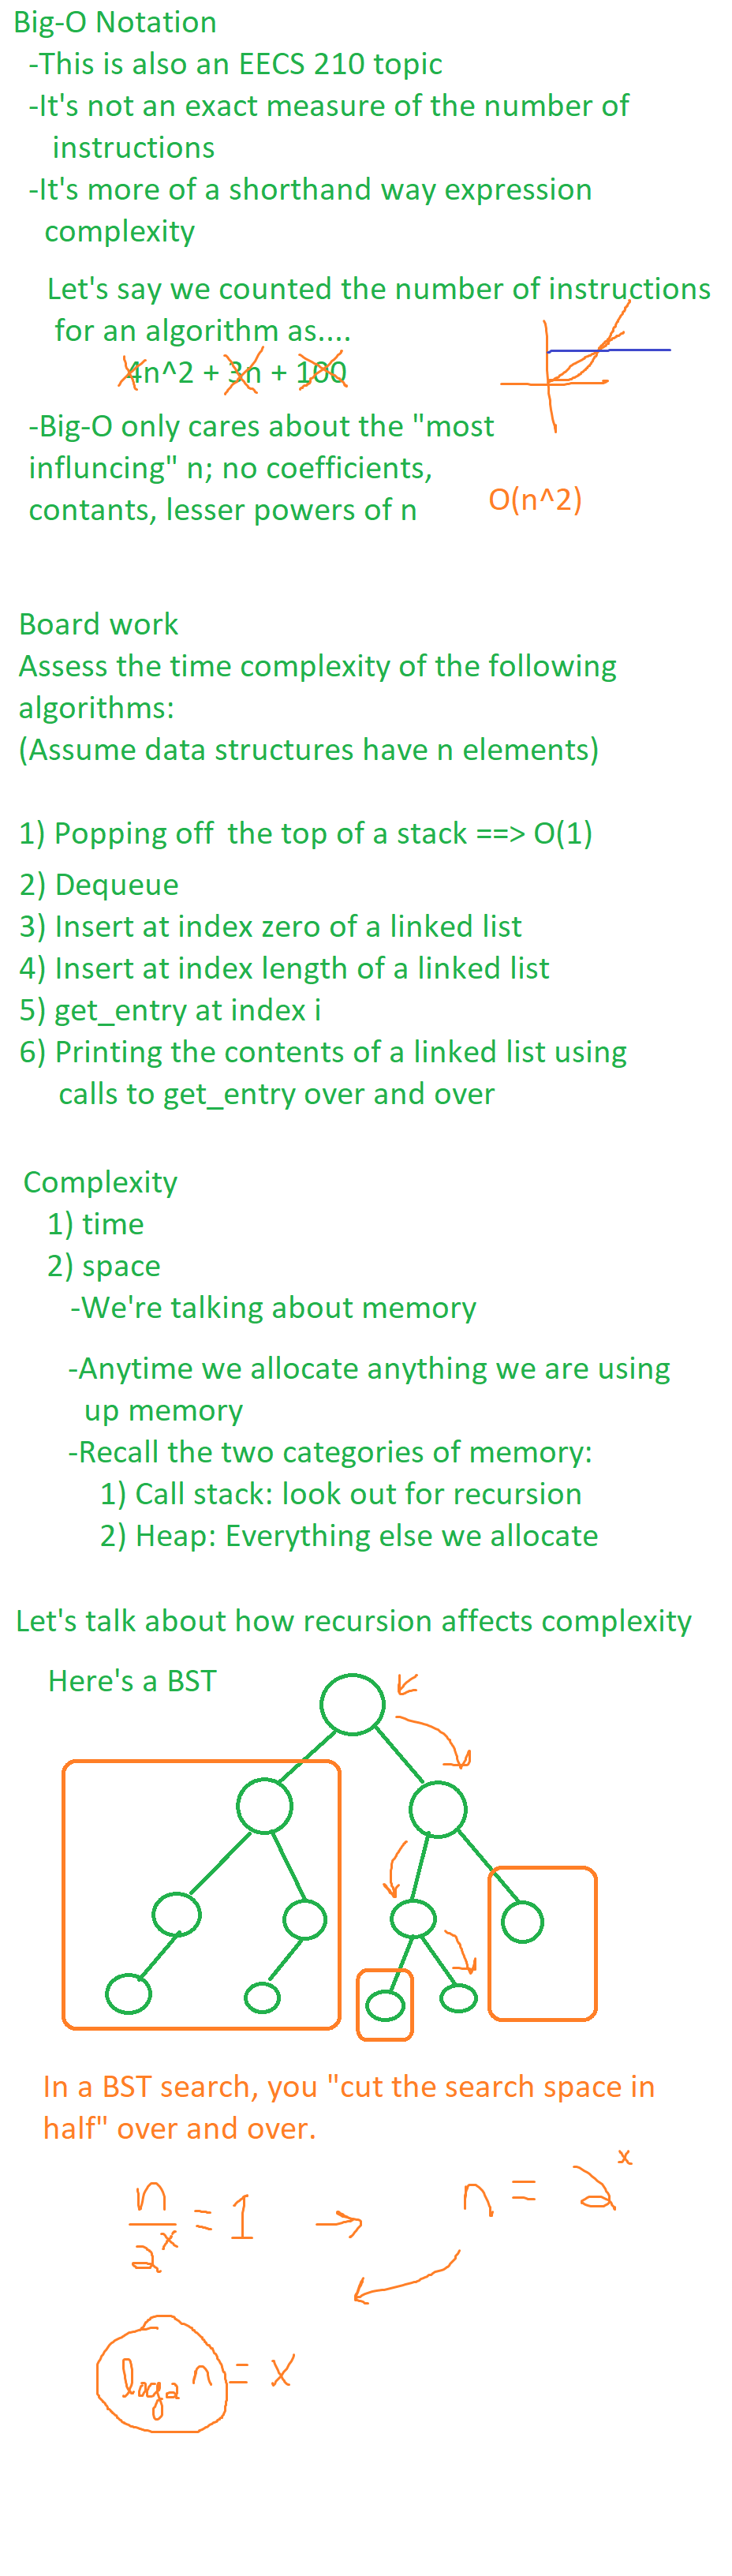 Big-O Notation
-This is also an EECS 210 topic
-It's not an exact measure of the number of
instructions
-It's more of a shorthand way expression
complexity
Let's say we counted the number of instructions
for an algorithm as....
4n^2 + 3n + 100
-Big-O only cares about the "most
influncing" n; no coefficients,
contants, lesser powers of n
O(n^2)
Board work
Assess the time complexity of the following
algorithms:
(Assume data structures have n elements)
1) Popping off  the top of a stack ==> O(1)
2) Dequeue
3) Insert at index zero of a linked list
4) Insert at index length of a linked list
5) get_entry at index i
6) Printing the contents of a linked list using
calls to get_entry over and over
Complexity
1) time
2) space
-We're talking about memory
-Anytime we allocate anything we are using
up memory
-Recall the two categories of memory:
1) Call stack: look out for recursion
2) Heap: Everything else we allocate
Let's talk about how recursion affects complexity
Here's a BST
In a BST search, you "cut the search space in
half" over and over.
n/2^x = 1 → n = 2^x
log₂ n = x